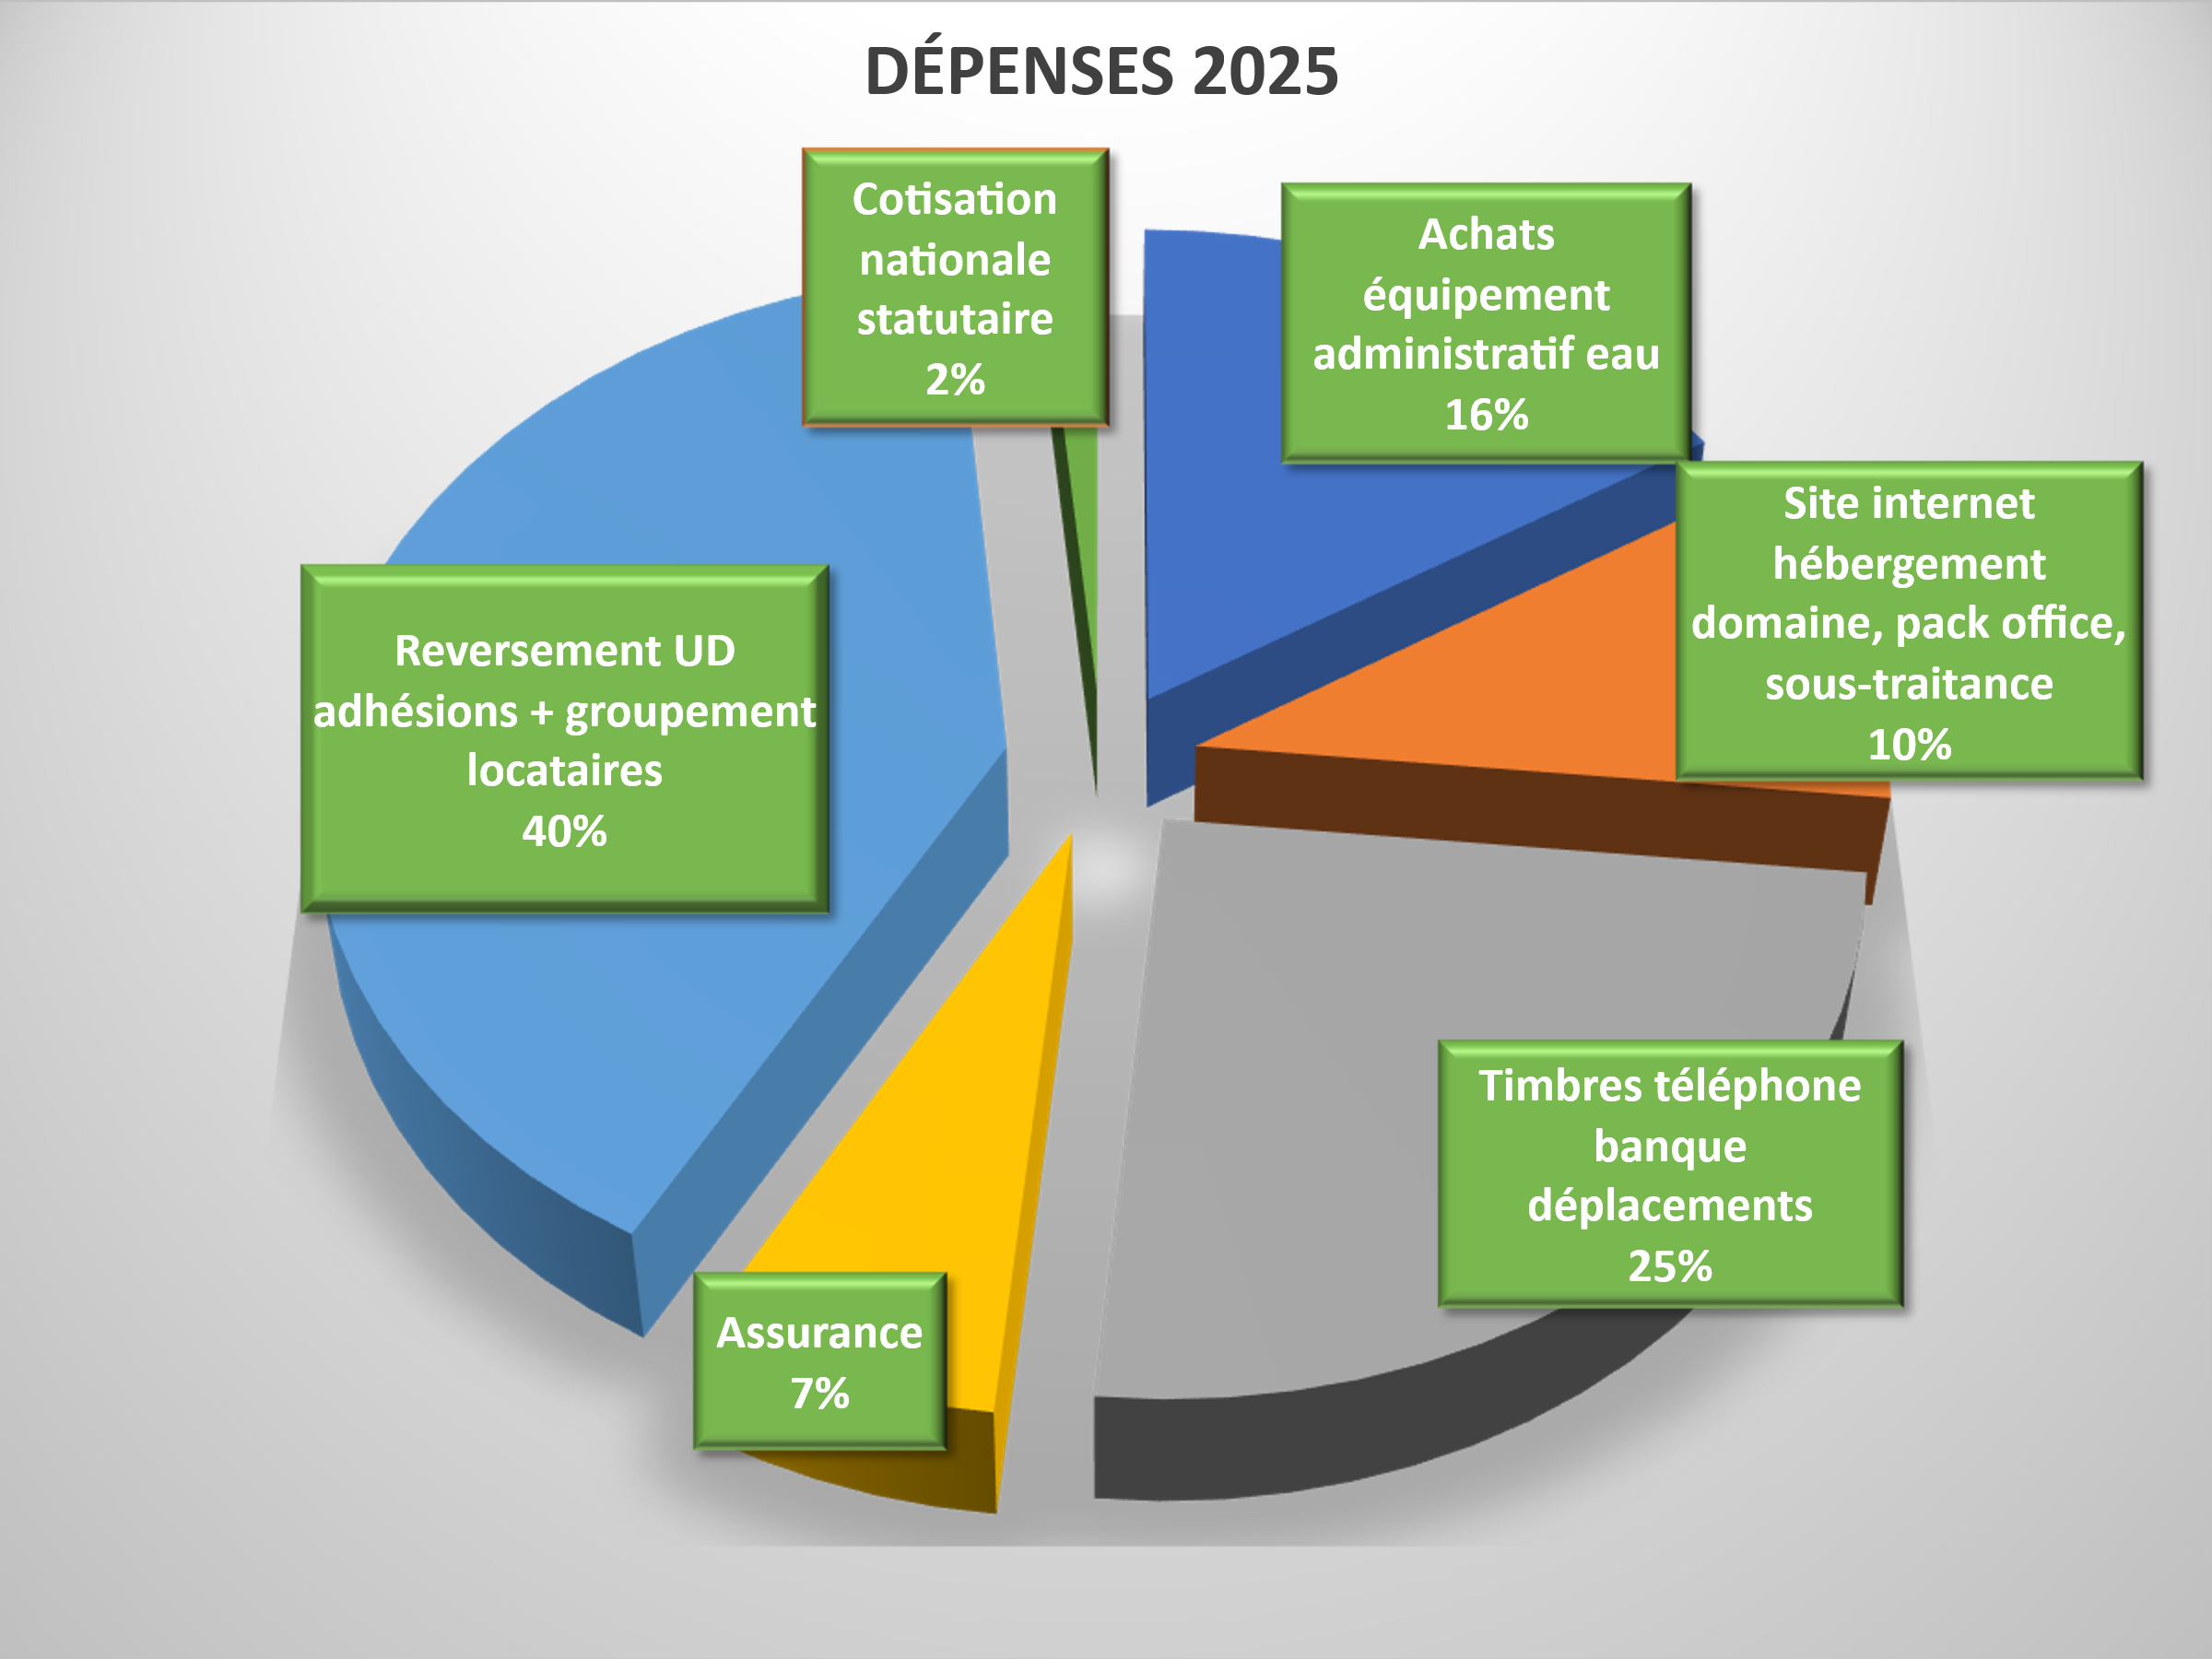 DÉPENSES 2025
Cotisation
nationale
statutaire
2%
Achats
équipement
administratif eau
16%
Site internet
hébergement
domaine, pack office,
sous-traitance
10%
Reversement UD
adhésions + groupement
locataires
40%
Timbres téléphone
banque
déplacements
25%
Assurance
7%